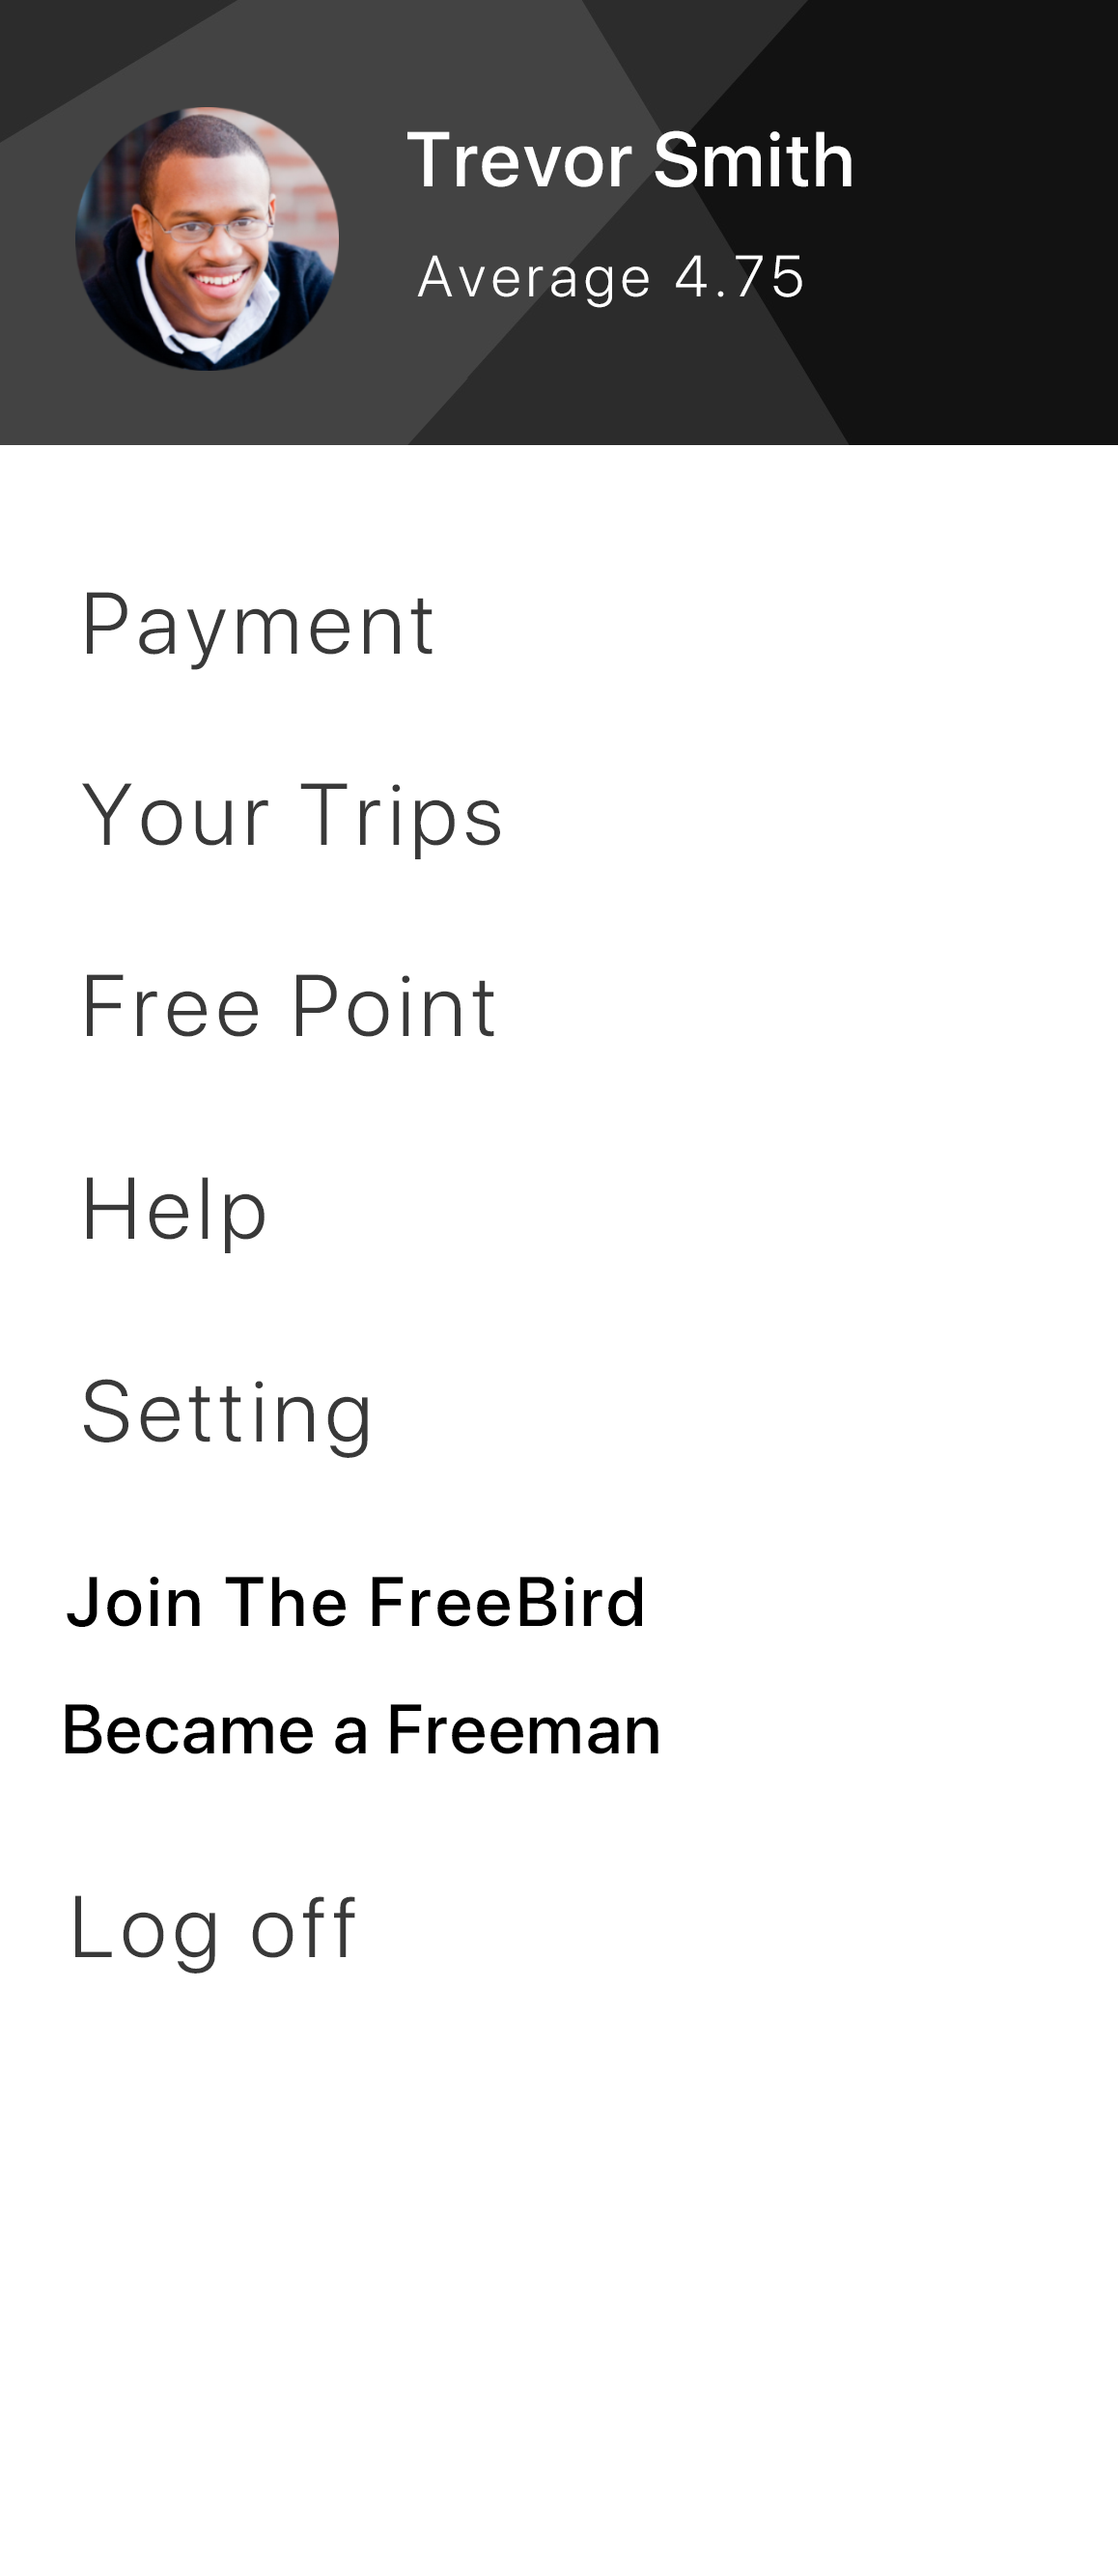 Trevor Smith
Average 4.75
Payment
Your Trips
Free Point
Help
Setting
Join The FreeBird
Became a Freeman
Log off